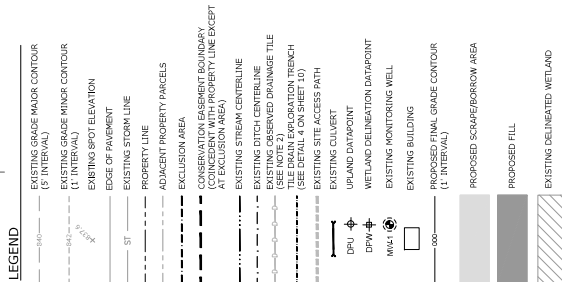 LEGEND
840
EXISTING GRADE MAJOR CONTOUR
(5' INTERVAL)
842
EXISTING GRADE MINOR CONTOUR
(1' INTERVAL)
+837.6
EXISTING SPOT ELEVATION
EDGE OF PAVEMENT
ST
EXISTING STORM LINE
PROPERTY LINE
ADJACENT PROPERTY PARCELS
EXCLUSION AREA
CONSERVATION EASEMENT BOUNDARY
(COINCEDENT WITH PROPERTY LINE EXCEPT
AT EXCLUSION AREA)
EXISTING STREAM CENTERLINE
EXISTING DITCH CENTERLINE
EXISTING OBSERVED DRAINAGE TILE
(SEE NOTE 2)
TILE DRAIN EXPLORATION TRENCH
(SEE DETAIL 4 ON SHEET 10)
EXISTING SITE ACCESS PATH
EXISTING CULVERT
DPU
UPLAND DATAPOINT
DPW
WETLAND DELINEATION DATAPOINT
MW-1
EXISTING MONITORING WELL
EXISTING BUILDING
000
PROPOSED FINAL GRADE CONTOUR
(1' INTERVAL)
PROPOSED SCRAPE/BORROW AREA
PROPOSED FILL
EXISTING DELINEATED WETLAND